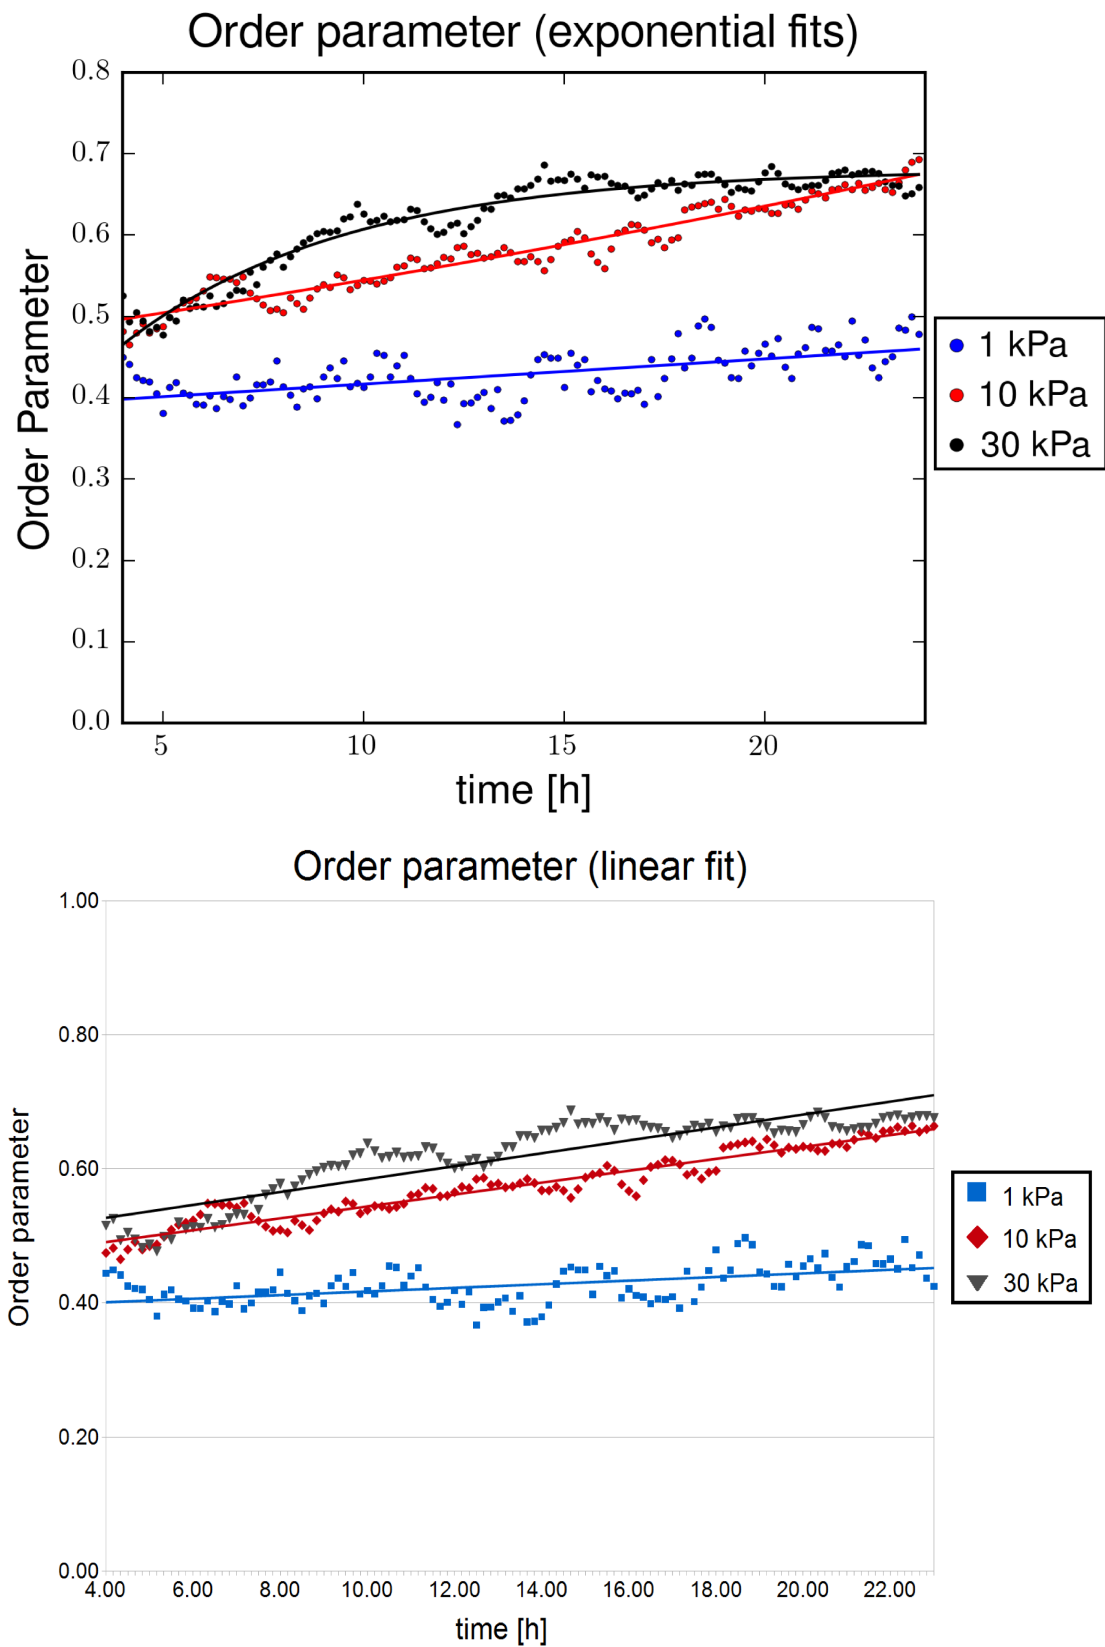 Order parameter (exponential fits)
0.8
0.7
0.6
0.5
0.4
0.3
0.2
0.1
0.0
Order Parameter
5 10 15 20
time [h]
1 kPa
10 kPa
30 kPa
Order parameter (linear fit)
1.00
0.80
0.60
0.40
0.20
0.00
Order parameter
4.00 6.00 8.00 10.00 12.00 14.00 16.00 18.00 20.00 22.00
time [h]
1 kPa
10 kPa
30 kPa